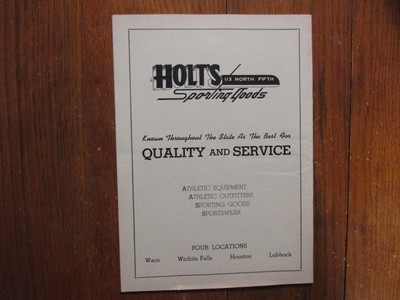 HOLT'S
113 NORTH FIFTH
Sporting Goods
Known Throughout The State As The Best For
QUALITY AND SERVICE
ATHLETIC EQUIPMENT
ATHLETIC OUTFITTERS
SPORTING GOODS
SPORTSWEAR
FOUR LOCATIONS
Waco Wichita Falls Houston Lubbock